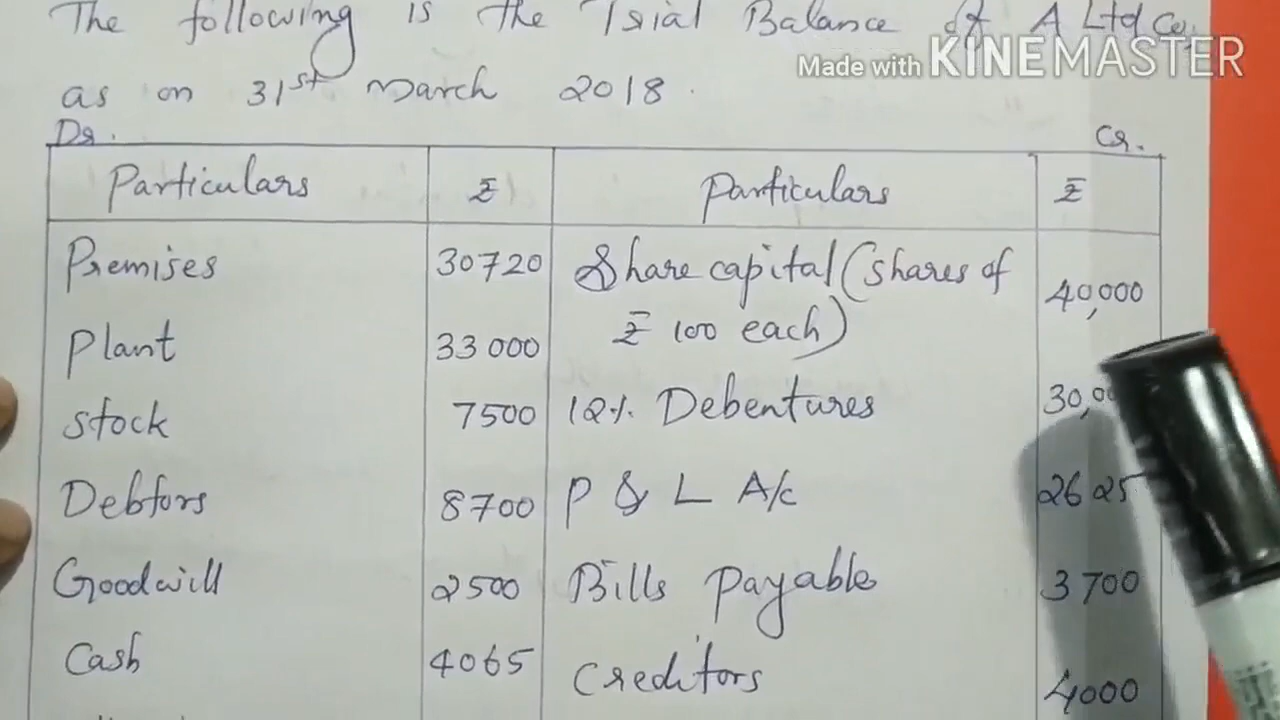 The following is the Trial Balance of A Ltd Co,
Made with KINEMASTER
as on 31st March 2018.
Dr. Cr.
Particulars ₹ Particulars ₹
Premises 30720 Share capital (shares of
₹ 100 each) 40,000
Plant 33000
Stock 7500 12% Debentures
Debtors 8700 P & L A/c 2625
Goodwill 2500 Bills Payable 3700
Cash 4065 Creditors 4000